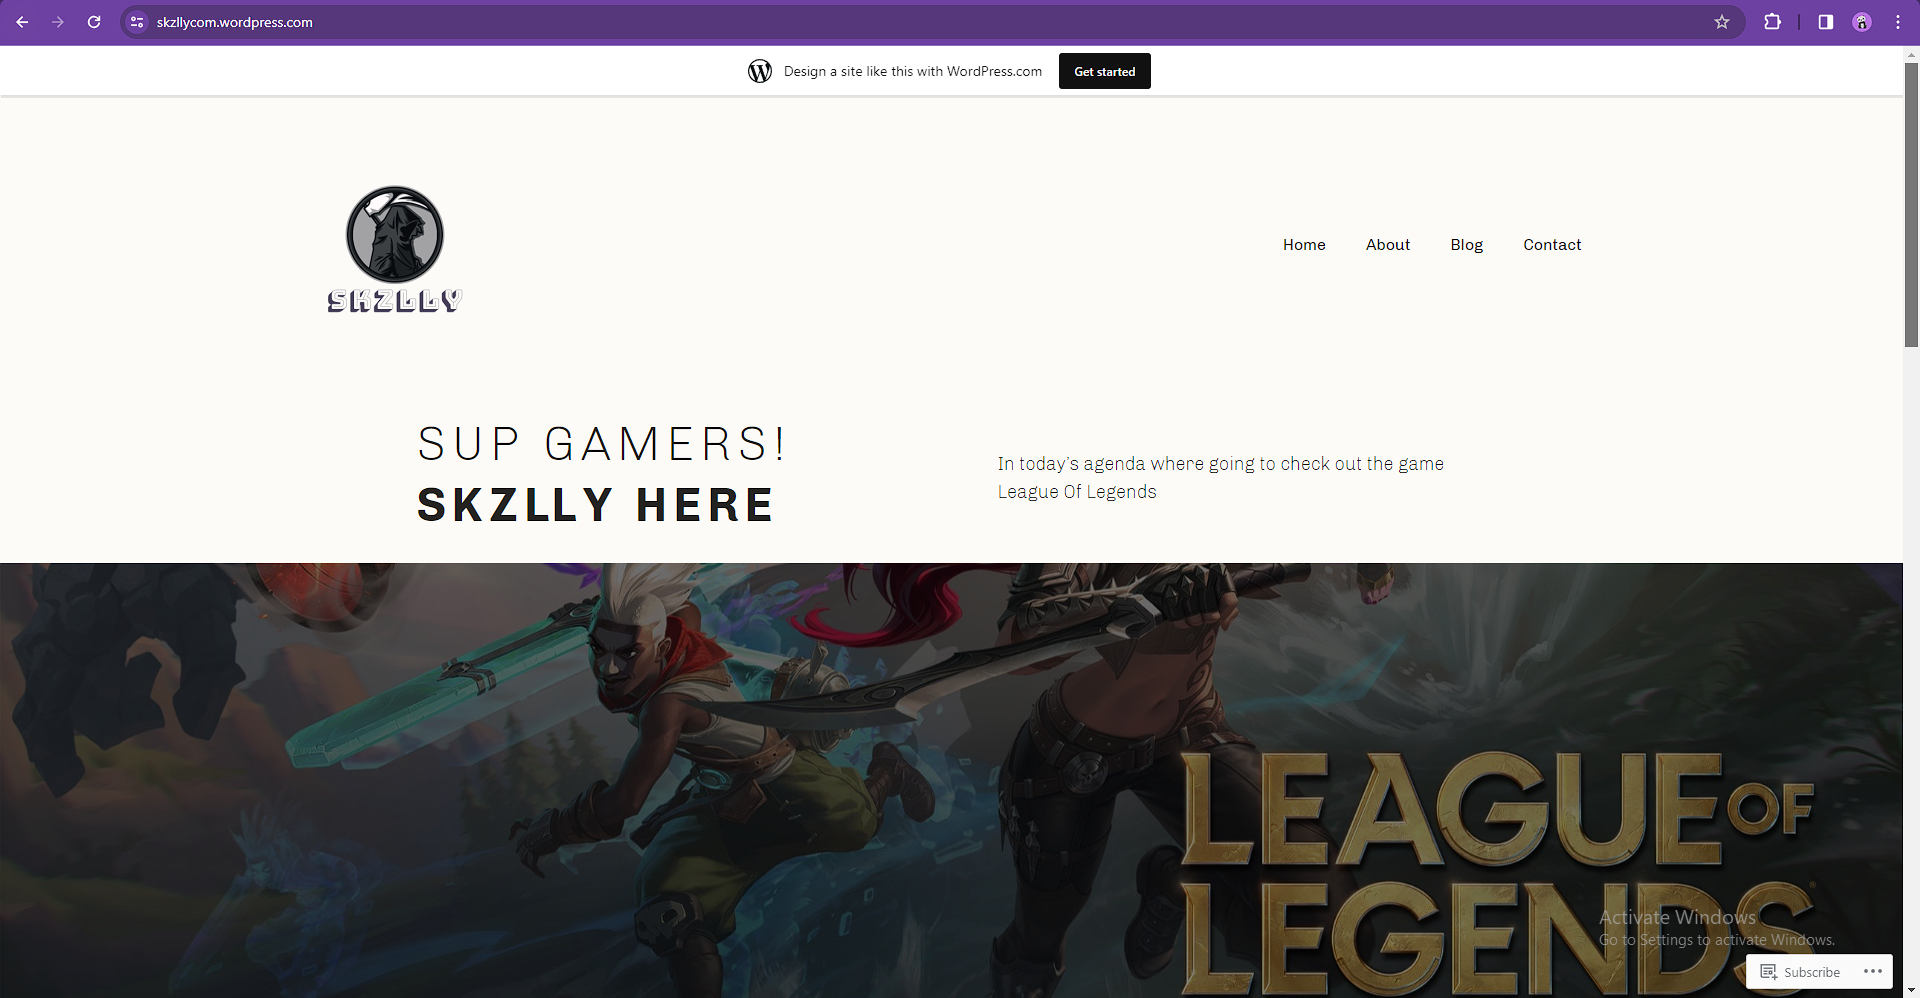 skzllycom.wordpress.com
Design a site like this with WordPress.com
Get started
SKZLLY
Home
About
Blog
Contact
SUP GAMERS!
SKZLLY HERE
In today's agenda where going to check out the game
League Of Legends
LEAGUE OF
LEGENDS
Activate Windows
Go to Settings to activate Windows.
Subscribe